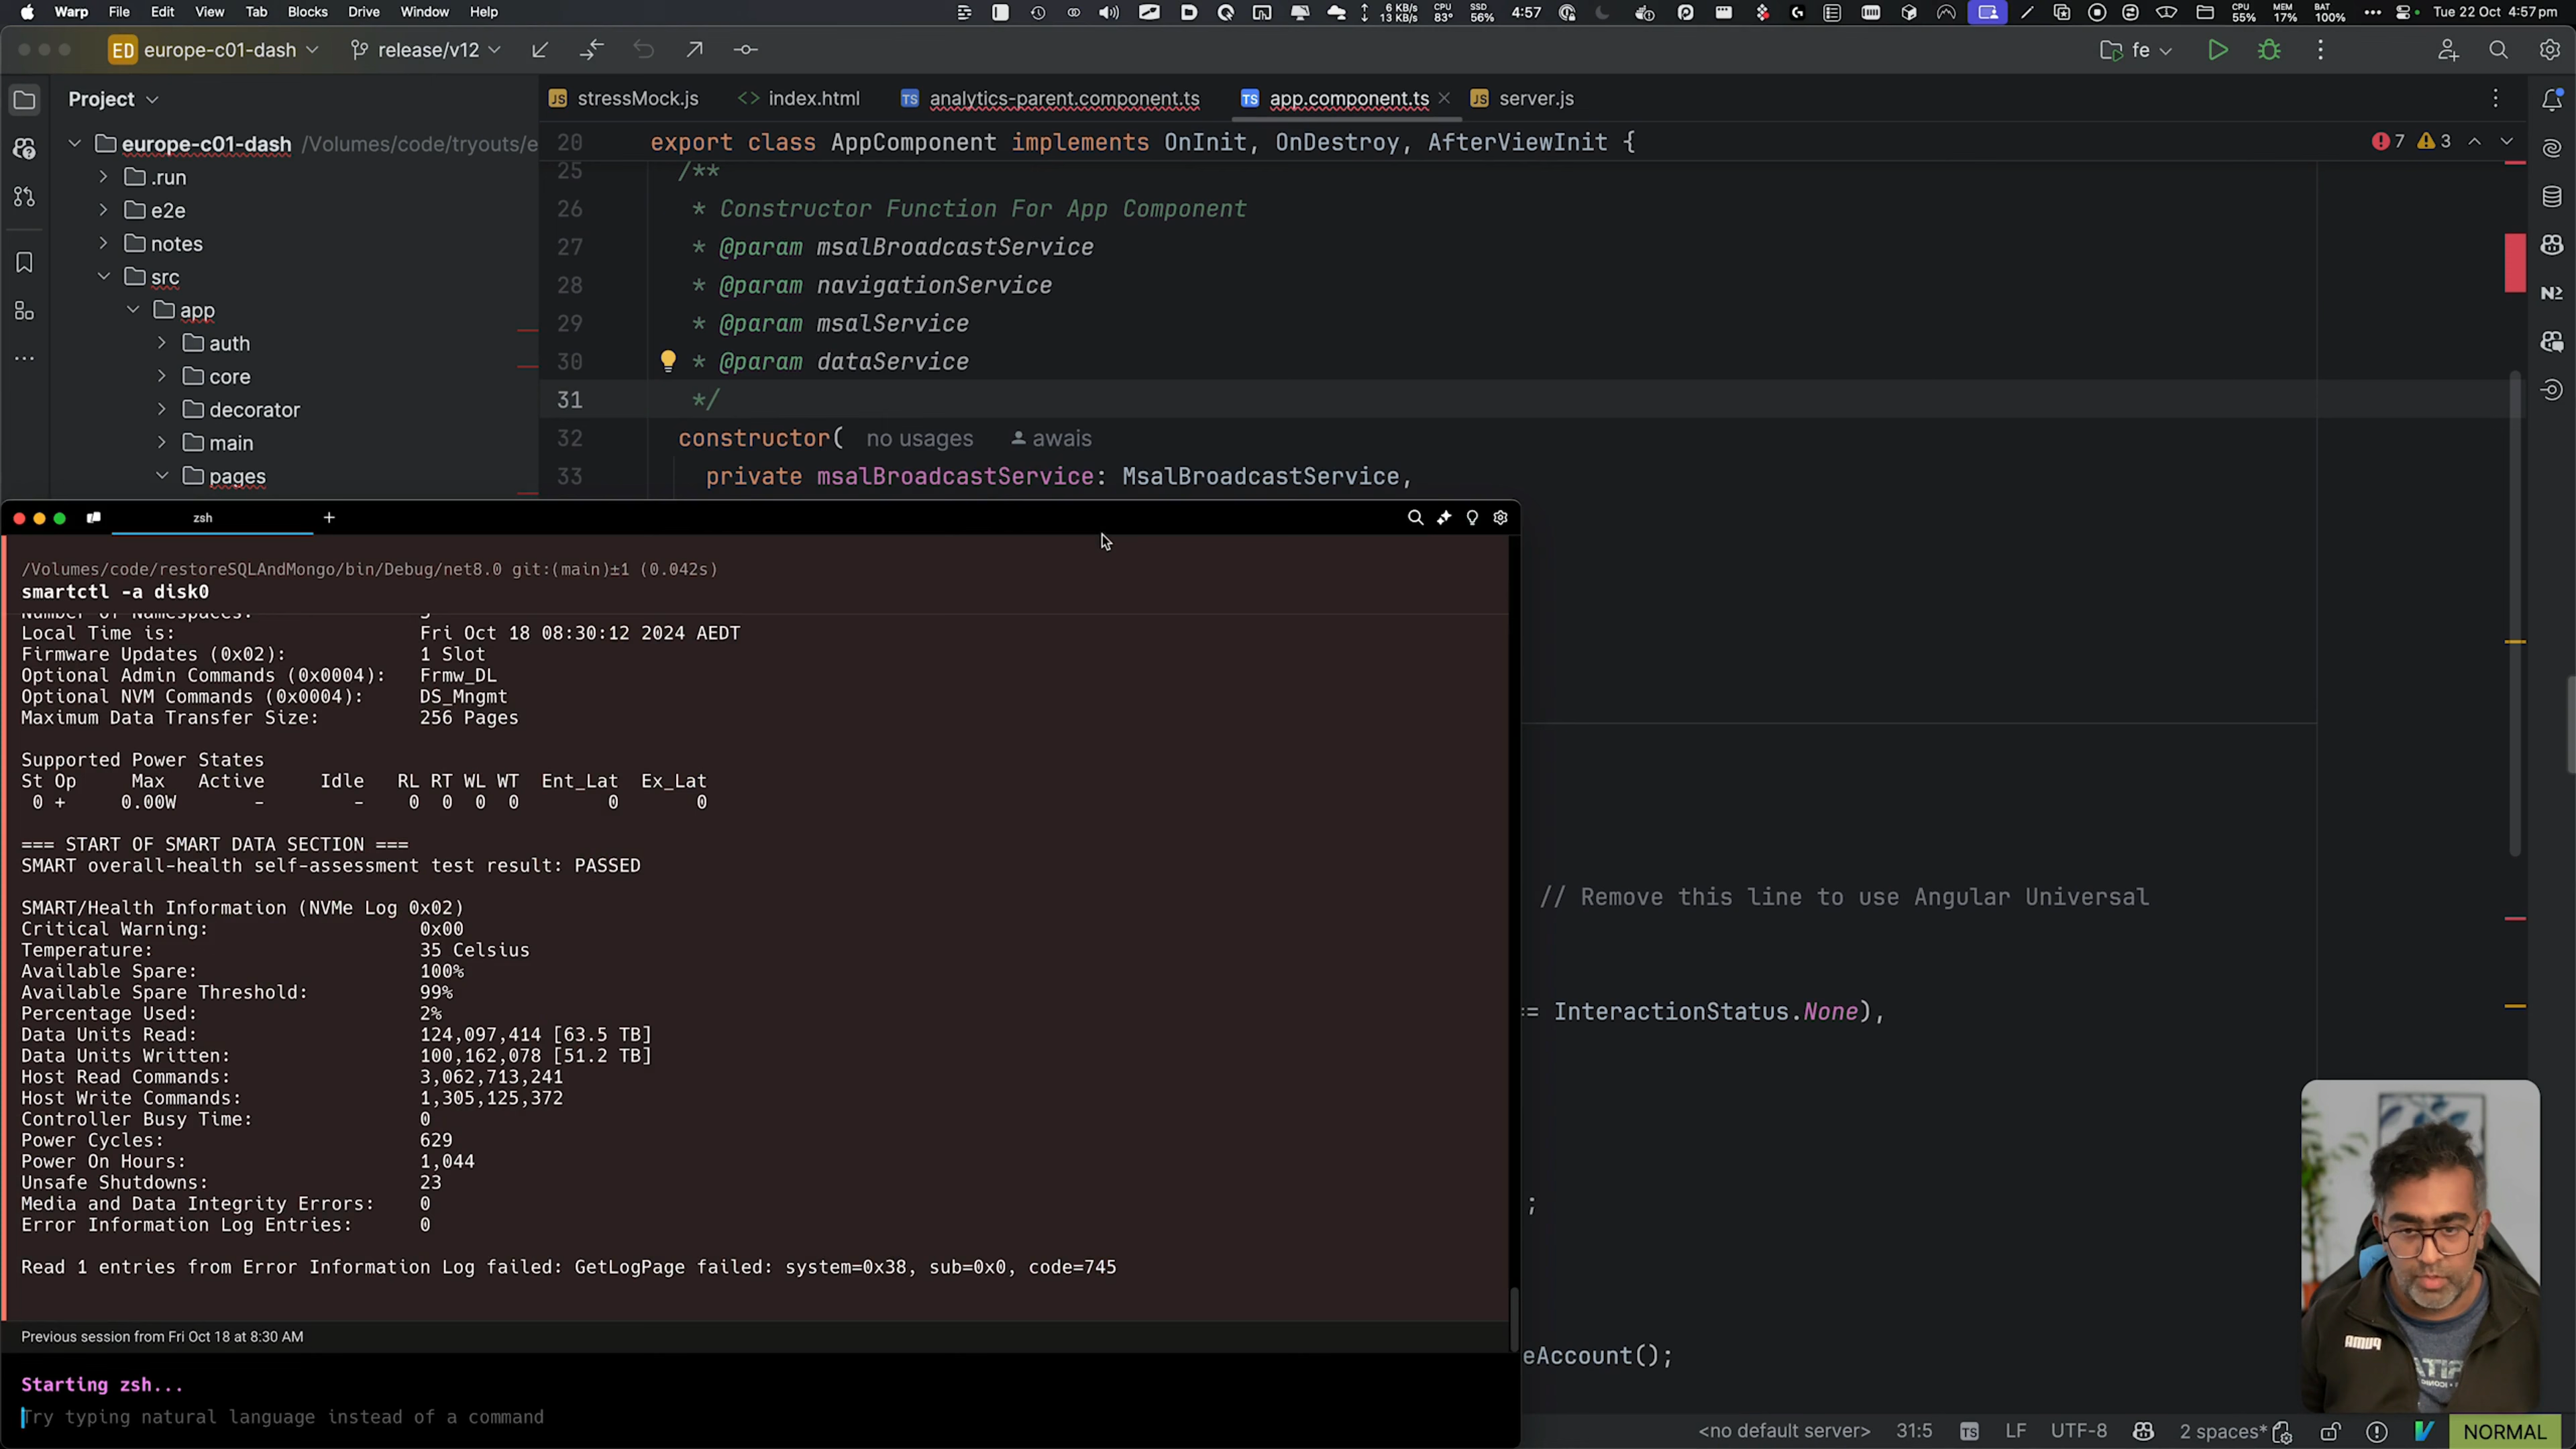 Warp File Edit View Tab Blocks Drive Window Help
6 KB/s
13 KB/s
CPU
83°
SSD
56%
4:57
CPU
55%
MEM
17%
BAT
100%
Tue 22 Oct 4:57 pm
ED europe-c01-dash release/v12
fe
Project
stressMock.js
index.html
analytics-parent.component.ts
app.component.ts
server.js
europe-c01-dash /Volumes/code/tryouts/e
.run
e2e
notes
src
app
auth
core
decorator
main
pages
20 export class AppComponent implements OnInit, OnDestroy, AfterViewInit {
7 3
25 /**
26 * Constructor Function For App Component
27 * @param msalBroadcastService
28 * @param navigationService
29 * @param msalService
30 * @param dataService
31 */
32 constructor( no usages awais
33 private msalBroadcastService: MsalBroadcastService,
zsh
/Volumes/code/restoreSQLAndMongo/bin/Debug/net8.0 git:(main)±1 (0.042s)
smartctl -a disk0
Number of Namespaces: 3
Local Time is: Fri Oct 18 08:30:12 2024 AEDT
Firmware Updates (0x02): 1 Slot
Optional Admin Commands (0x0004): Frmw_DL
Optional NVM Commands (0x0004): DS_Mngmt
Maximum Data Transfer Size: 256 Pages
Supported Power States
St Op Max Active Idle RL RT WL WT Ent_Lat Ex_Lat
0 + 0.00W - - 0 0 0 0 0 0
=== START OF SMART DATA SECTION ===
SMART overall-health self-assessment test result: PASSED
SMART/Health Information (NVMe Log 0x02)
Critical Warning: 0x00
Temperature: 35 Celsius
Available Spare: 100%
Available Spare Threshold: 99%
Percentage Used: 2%
Data Units Read: 124,097,414 [63.5 TB]
Data Units Written: 100,162,078 [51.2 TB]
Host Read Commands: 3,062,713,241
Host Write Commands: 1,305,125,372
Controller Busy Time: 0
Power Cycles: 629
Power On Hours: 1,044
Unsafe Shutdowns: 23
Media and Data Integrity Errors: 0
Error Information Log Entries: 0
Read 1 entries from Error Information Log failed: GetLogPage failed: system=0x38, sub=0x0, code=745
Previous session from Fri Oct 18 at 8:30 AM
Starting zsh...
Try typing natural language instead of a command
// Remove this line to use Angular Universal
= InteractionStatus.None),
;
eAccount();
PUMA
<no default server> 31:5 TS LF UTF-8 2 spaces* NORMAL